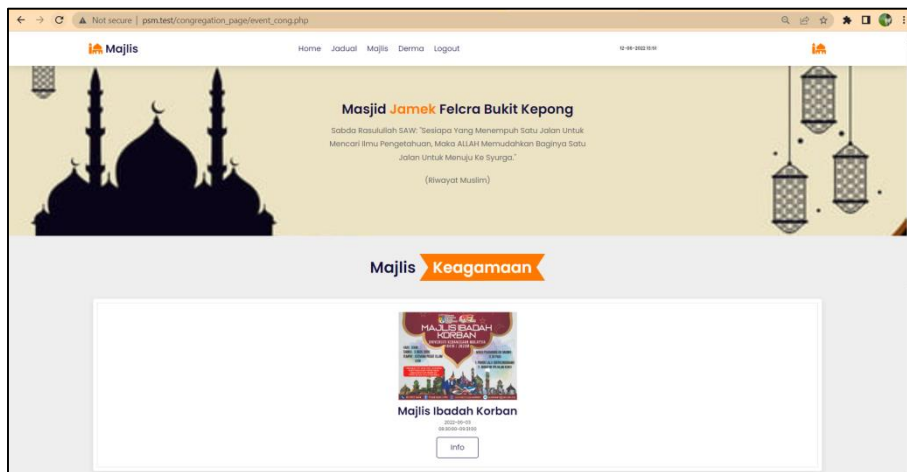 Not secure | psm.test/congregation_page/event_cong.php
Majlis
Home Jadual Majlis Derma Logout
Masjid Jamek Felcra Bukit Kepong
Sabda Rasulullah SAW: "Sesiapa Yang Menempuh Satu Jalan Untuk
Mencari Ilmu Pengetahuan, Maka ALLAH Memudahkan Baginya Satu
Jalan Untuk Menuju Ke Syurga."
(Riwayat Muslim)
Majlis Keagamaan
MAJLIS IBADAH
KORBAN
Majlis Ibadah Korban
Info